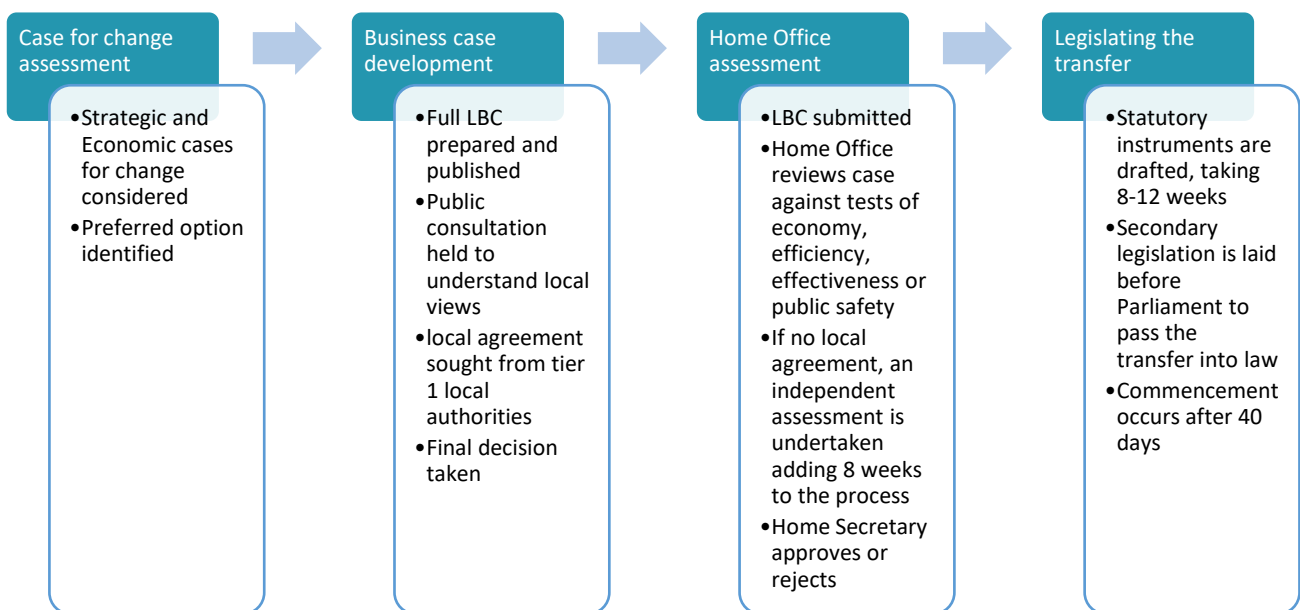 Case for change
assessment
•Strategic and
Economic cases
for change
considered
•Preferred option
identified
Business case
development
•Full LBC
prepared and
published
•Public
consultation
held to
understand local
views
•local agreement
sought from tier
1 local
authorities
•Final decision
taken
Home Office
assessment
•LBC submitted
•Home Office
reviews case
against tests of
economy,
efficiency,
effectiveness or
public safety
•If no local
agreement, an
independent
assessment is
undertaken
adding 8 weeks
to the process
•Home Secretary
approves or
rejects
Legislating the
transfer
•Statutory
instruments are
drafted, taking
8-12 weeks
•Secondary
legislation is laid
before
Parliament to
pass the
transfer into law
•Commencement
occurs after 40
days